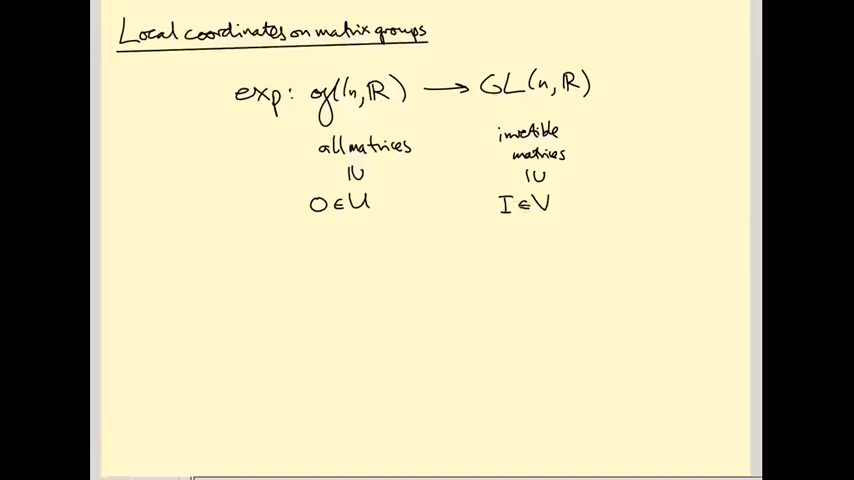 Local coordinates on matrix groups
exp: gl(n,ℝ) ⟶ GL(n,ℝ)
all matrices
invertible
matrices
⊆ ⊆
0 ∈ U I ∈ V